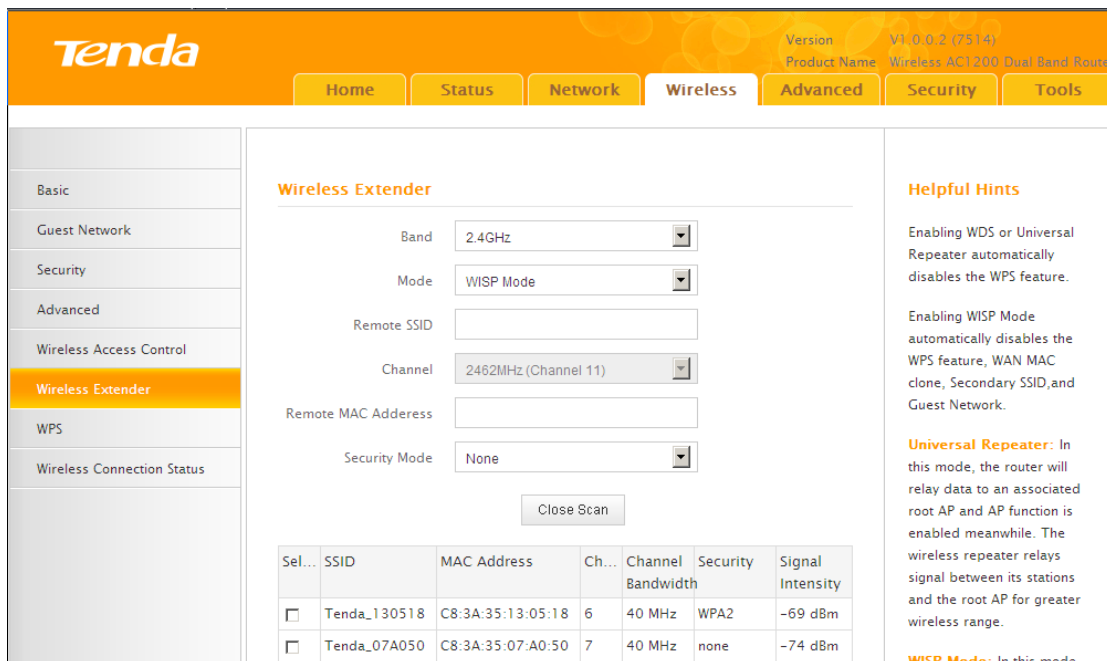 Tenda
Version V1.0.0.2 (7514)
Product Name Wireless AC1200 Dual Band Route
Home Status Network Wireless Advanced Security Tools
Basic
Guest Network
Security
Advanced
Wireless Access Control
Wireless Extender
WPS
Wireless Connection Status
Wireless Extender
Band 2.4GHz
Mode WISP Mode
Remote SSID
Channel 2462MHz (Channel 11)
Remote MAC Adderess
Security Mode None
Close Scan
Sel... SSID MAC Address Ch... Channel Bandwidth Security Signal Intensity
Tenda_130518 C8:3A:35:13:05:18 6 40 MHz WPA2 -69 dBm
Tenda_07A050 C8:3A:35:07:A0:50 7 40 MHz none -74 dBm
Helpful Hints
Enabling WDS or Universal
Repeater automatically
disables the WPS feature.
Enabling WISP Mode
automatically disables the
WPS feature, WAN MAC
clone, Secondary SSID,and
Guest Network.
Universal Repeater: In
this mode, the router will
relay data to an associated
root AP and AP function is
enabled meanwhile. The
wireless repeater relays
signal between its stations
and the root AP for greater
wireless range.
WISP Mode: In this mode